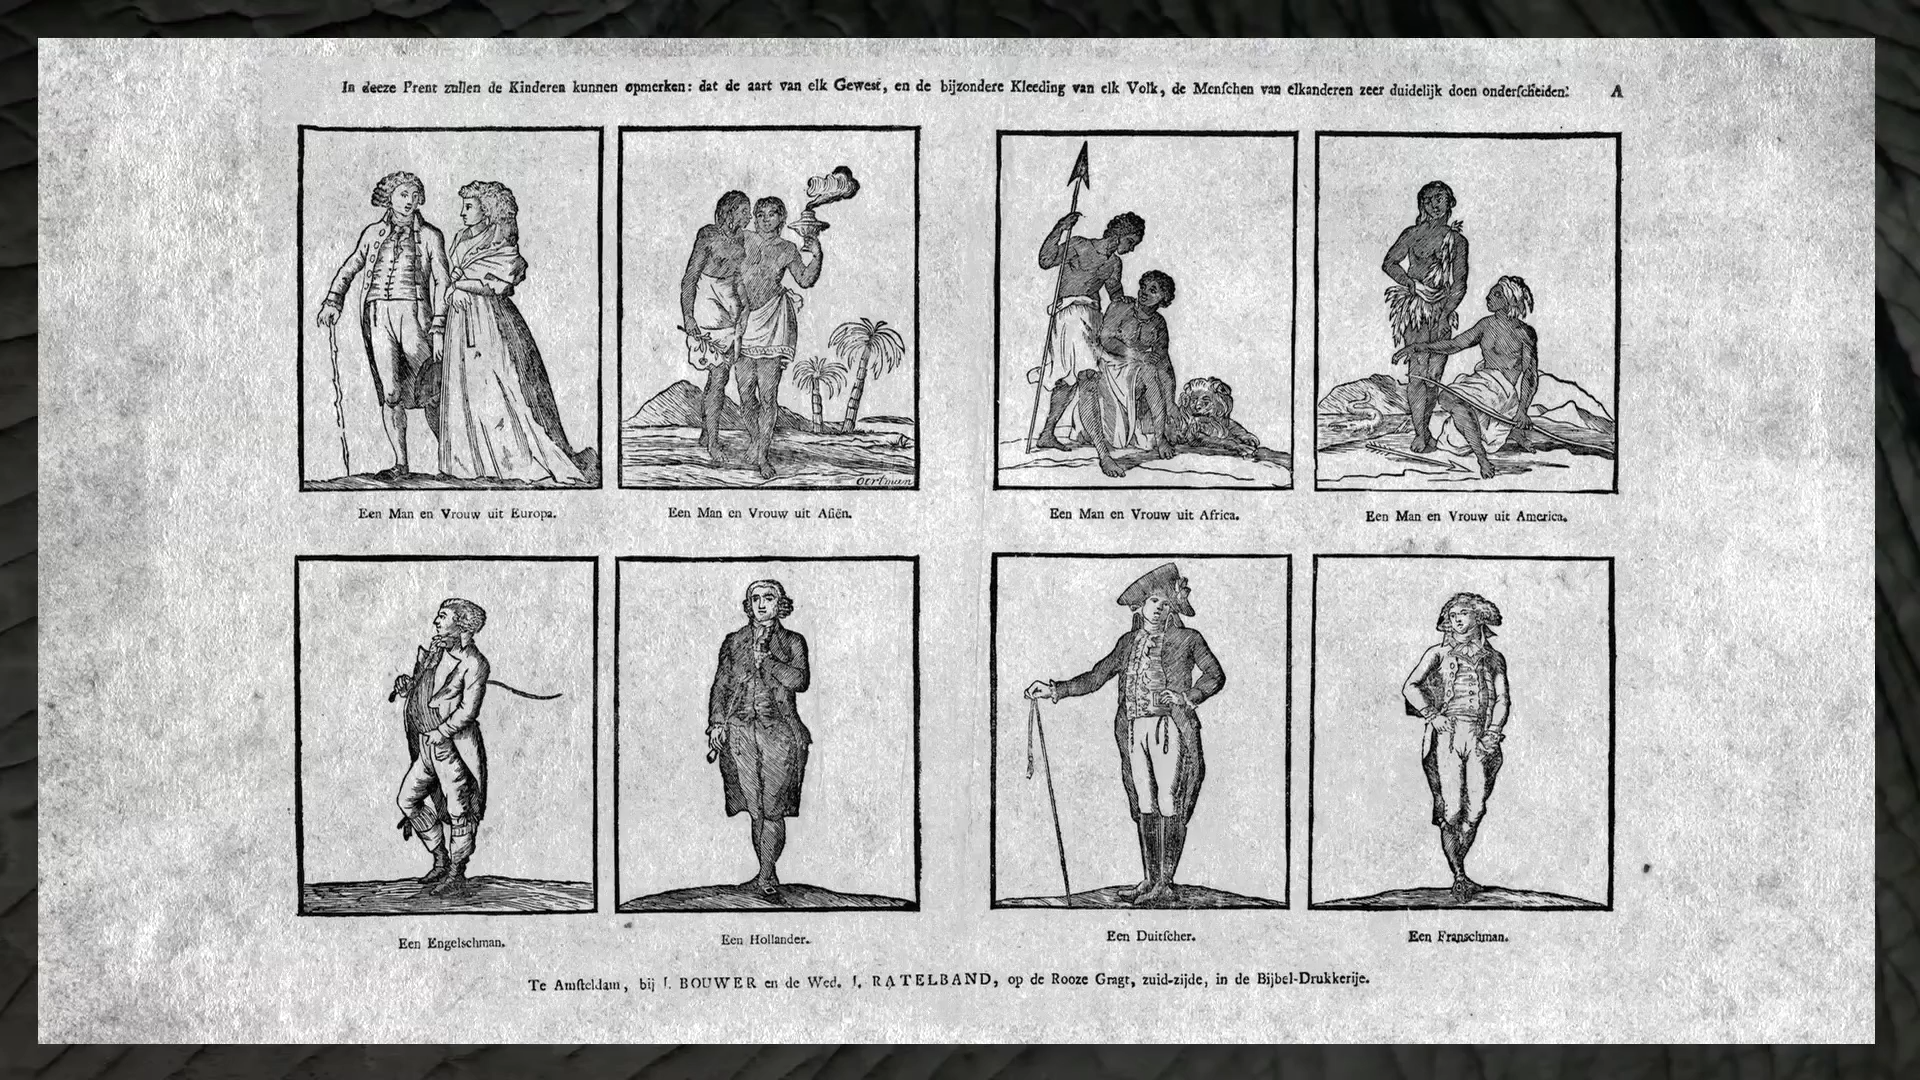 In deeze Prent zullen de Kinderen kunnen opmerken: dat de aart van elk Gewest, en de bijzondere Kleeding van elk Volk, de Menſchen van elkanderen zeer duidelijk doen onderſcheiden: A
Oortman
Een Man en Vrouw uit Europa.
Een Man en Vrouw uit Aſiën.
Een Man en Vrouw uit Africa.
Een Man en Vrouw uit America.
Een Engelschman.
Een Hollander.
Een Duitſcher.
Een Franschman.
Te Amſteldam, bij J. BOUWER en de Wed. J. RATELBAND, op de Rooze Gragt, zuid-zijde, in de Bijbel-Drukkerije.